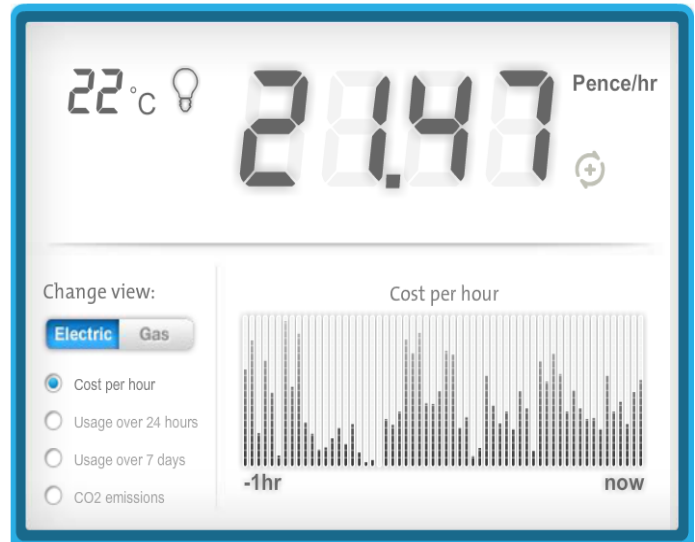 22 °C
21.47
Pence/hr
Change view:
Electric Gas
Cost per hour
Usage over 24 hours
Usage over 7 days
CO2 emissions
Cost per hour
-1hr now